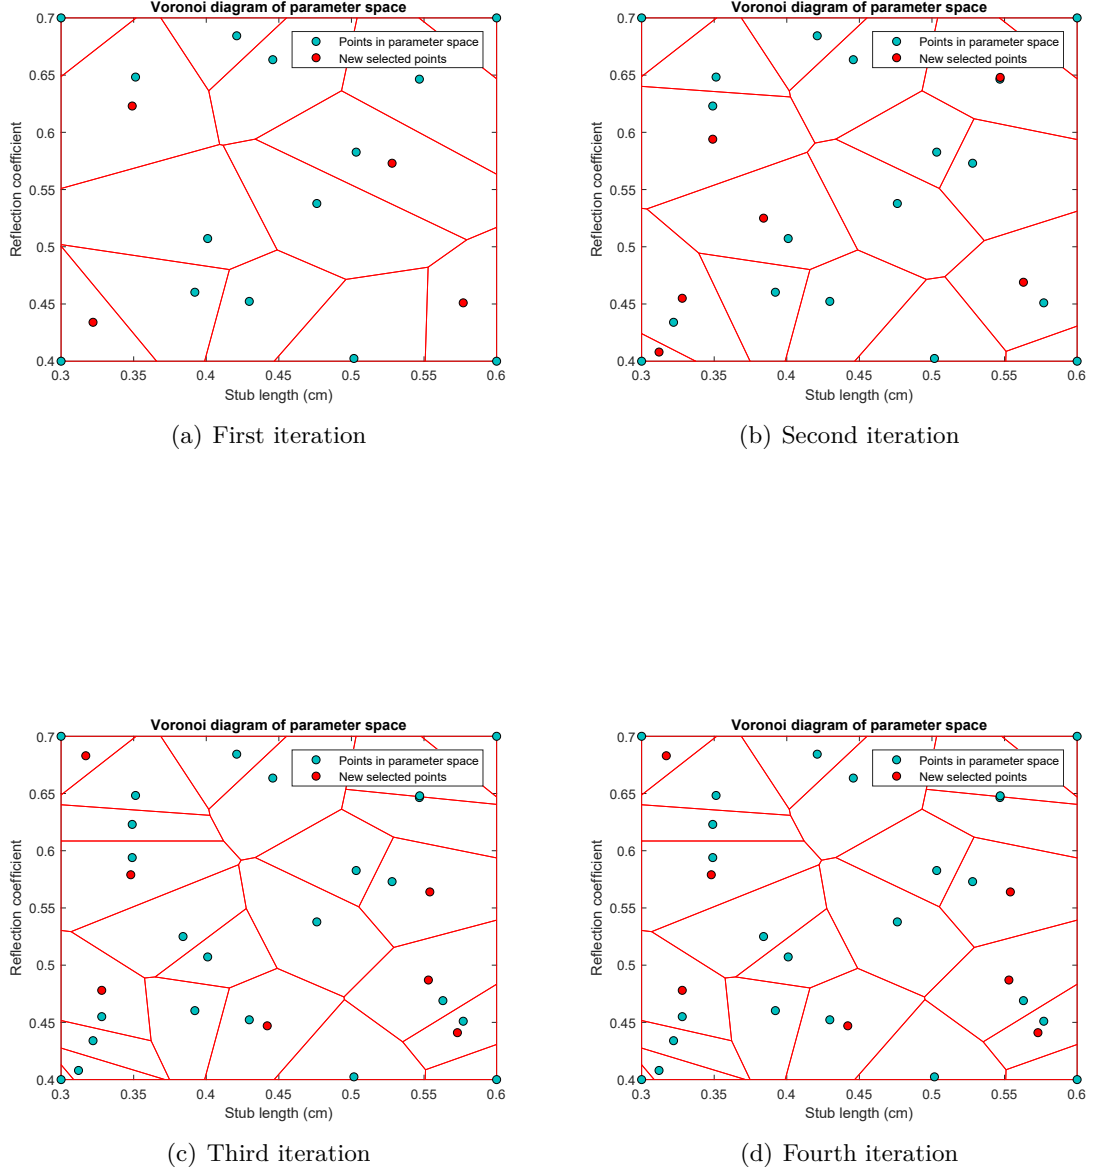 Voronoi diagram of parameter space
0.7
0.65
0.6
0.55
0.5
0.45
0.4
Reflection coefficient
Points in parameter space
New selected points
0.3 0.35 0.4 0.45 0.5 0.55 0.6
Stub length (cm)
(a) First iteration
Voronoi diagram of parameter space
0.7
0.65
0.6
0.55
0.5
0.45
0.4
Reflection coefficient
Points in parameter space
New selected points
0.3 0.35 0.4 0.45 0.5 0.55 0.6
Stub length (cm)
(b) Second iteration
Voronoi diagram of parameter space
0.7
0.65
0.6
0.55
0.5
0.45
0.4
Reflection coefficient
Points in parameter space
New selected points
0.3 0.35 0.4 0.45 0.5 0.55 0.6
Stub length (cm)
(c) Third iteration
Voronoi diagram of parameter space
0.7
0.65
0.6
0.55
0.5
0.45
0.4
Reflection coefficient
Points in parameter space
New selected points
0.3 0.35 0.4 0.45 0.5 0.55 0.6
Stub length (cm)
(d) Fourth iteration